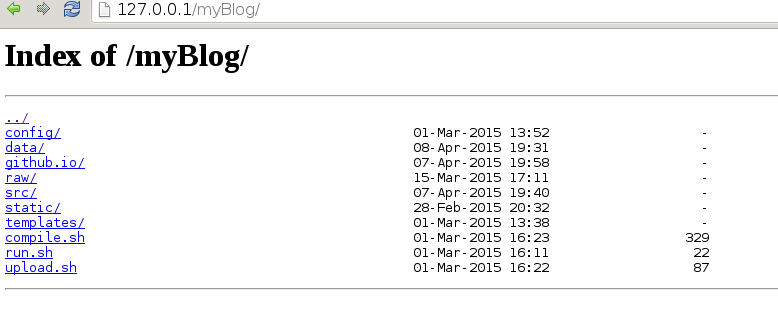 127.0.0.1/myBlog/
Index of /myBlog/
../
config/ 01-Mar-2015 13:52 -
data/ 08-Apr-2015 19:31 -
github.io/ 07-Apr-2015 19:58 -
raw/ 15-Mar-2015 17:11 -
src/ 07-Apr-2015 19:40 -
static/ 28-Feb-2015 20:32 -
templates/ 01-Mar-2015 13:38 -
compile.sh 01-Mar-2015 16:23 329
run.sh 01-Mar-2015 16:11 22
upload.sh 01-Mar-2015 16:22 87